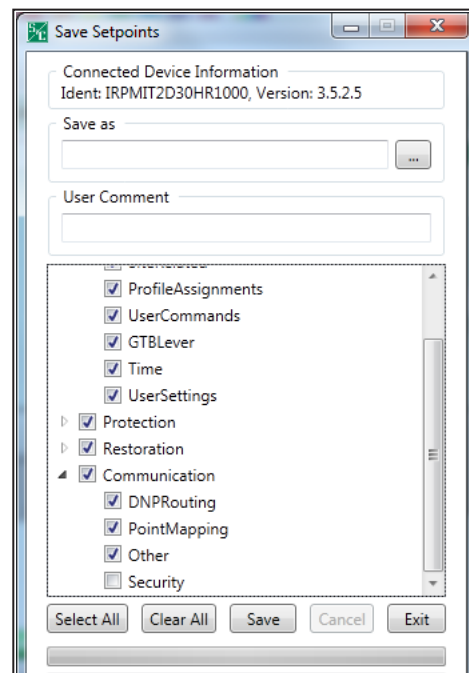 Save Setpoints
Connected Device Information
Ident: IRPMIT2D30HR1000, Version: 3.5.2.5
Save as
...
User Comment
ProfileAssignments
UserCommands
GTBLever
Time
UserSettings
Protection
Restoration
Communication
DNPRouting
PointMapping
Other
Security
Select All Clear All Save Cancel Exit